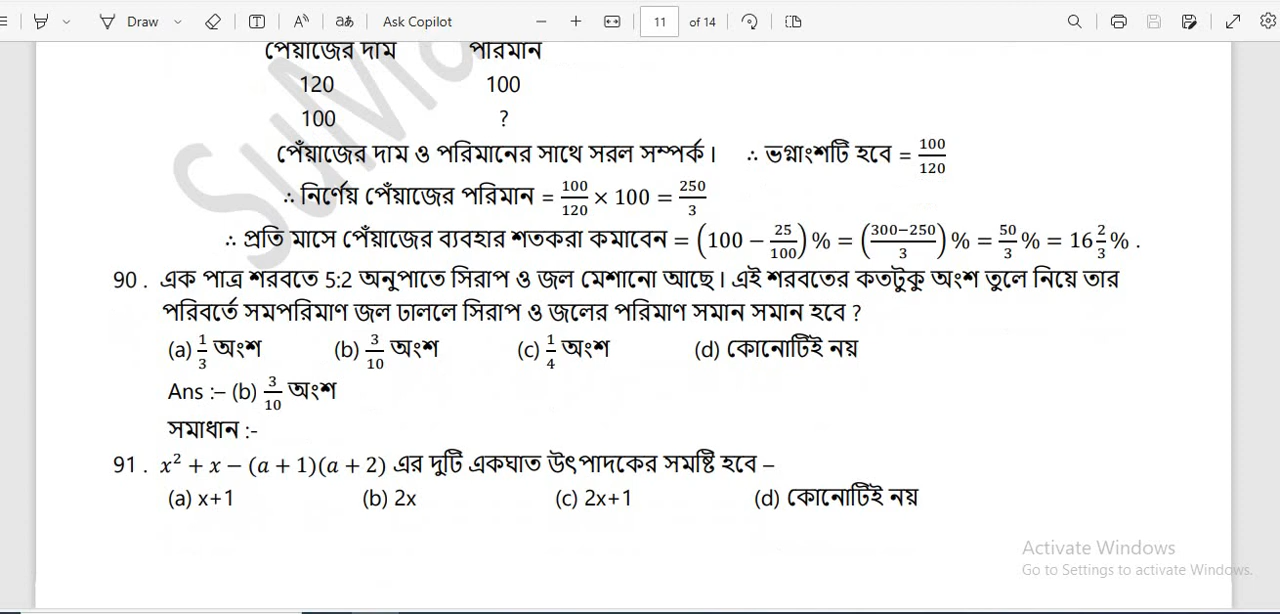 Draw Ask Copilot 11 of 14
পেঁয়াজের দাম পরিমান
120 100
100 ?
পেঁয়াজের দাম ও পরিমানের সাথে সরল সম্পর্ক। ∴ ভগ্নাংশটি হবে = 100/120
∴ নির্ণেয় পেঁয়াজের পরিমান = 100/120 × 100 = 250/3
∴ প্রতি মাসে পেঁয়াজের ব্যবহার শতকরা কমাবেন = (100 − 25/100) % = (300−250/3) % = 50/3 % = 16 2/3 % .
90 . এক পাত্র শরবতে 5:2 অনুপাতে সিরাপ ও জল মেশানো আছে। এই শরবতের কতটুকু অংশ তুলে নিয়ে তার
পরিবর্তে সমপরিমাণ জল ঢাললে সিরাপ ও জলের পরিমাণ সমান সমান হবে ?
(a) 1/3 অংশ (b) 3/10 অংশ (c) 1/4 অংশ (d) কোনোটিই নয়
Ans :– (b) 3/10 অংশ
সমাধান :-
91 . x² + x − (a + 1)(a + 2) এর দুটি একঘাত উৎপাদকের সমষ্টি হবে –
(a) x+1 (b) 2x (c) 2x+1 (d) কোনোটিই নয়
Activate Windows
Go to Settings to activate Windows.